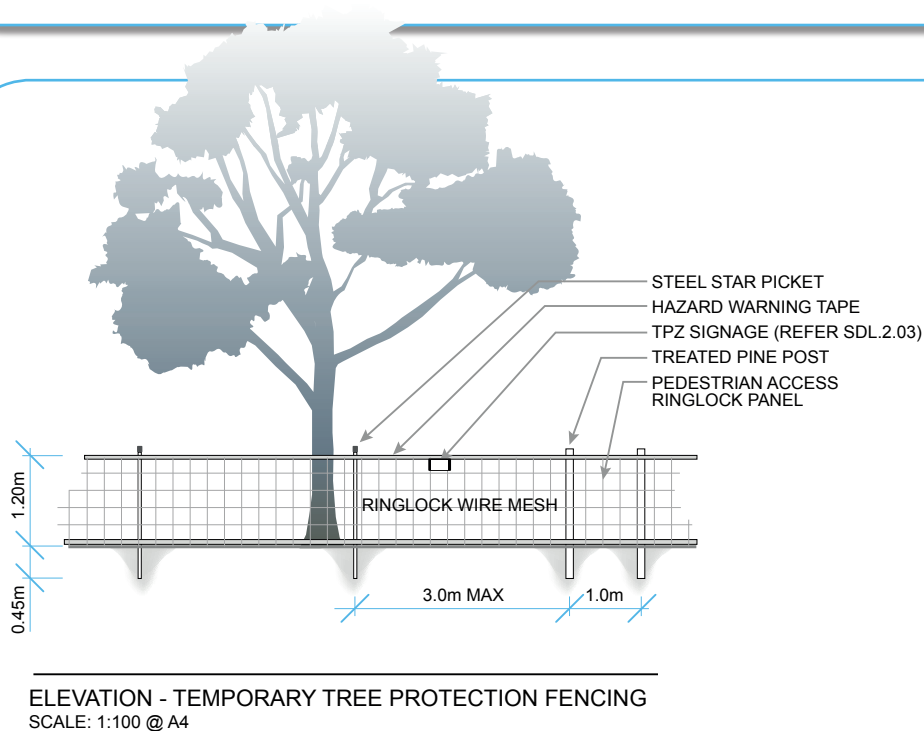 STEEL STAR PICKET
HAZARD WARNING TAPE
TPZ SIGNAGE (REFER SDL.2.03)
TREATED PINE POST
PEDESTRIAN ACCESS
RINGLOCK PANEL
1.20m
RINGLOCK WIRE MESH
0.45m
3.0m MAX
1.0m
ELEVATION - TEMPORARY TREE PROTECTION FENCING
SCALE: 1:100 @ A4